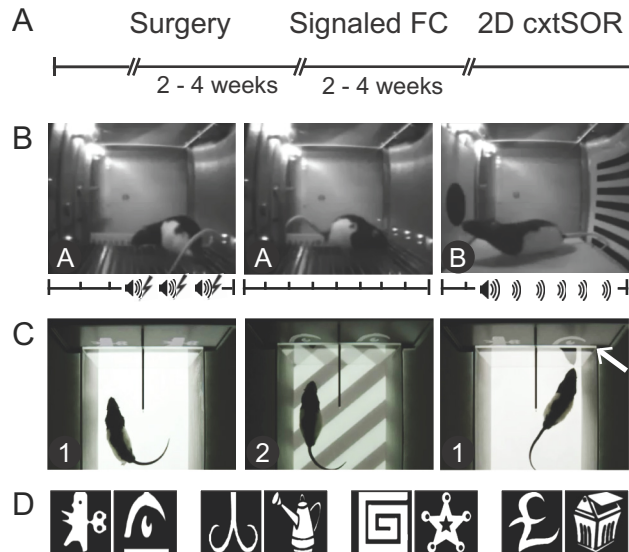 A
Surgery Signaled FC 2D cxtSOR
2 - 4 weeks 2 - 4 weeks
B
A A B
C
1 2 1
D
£